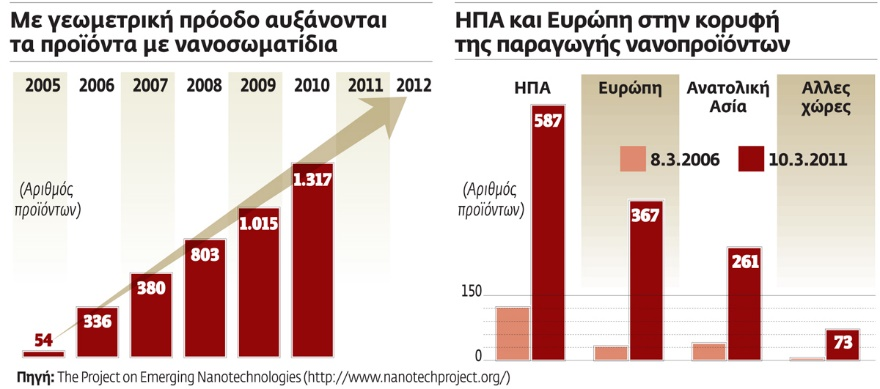 Με γεωμετρική πρόοδο αυξάνονται
τα προϊόντα με νανοσωματίδια
2005 2006 2007 2008 2009 2010 2011 2012
(Αριθμός
προϊόντων)
54
336
380
803
1.015
1.317
ΗΠΑ και Ευρώπη στην κορυφή
της παραγωγής νανοπροϊόντων
ΗΠΑ
Ευρώπη
Ανατολική
Ασία
Αλλες
χώρες
8.3.2006
10.3.2011
(Αριθμός
προϊόντων)
587
367
261
73
150
0
Πηγή: The Project on Emerging Nanotechnologies (http://www.nanotechproject.org/)